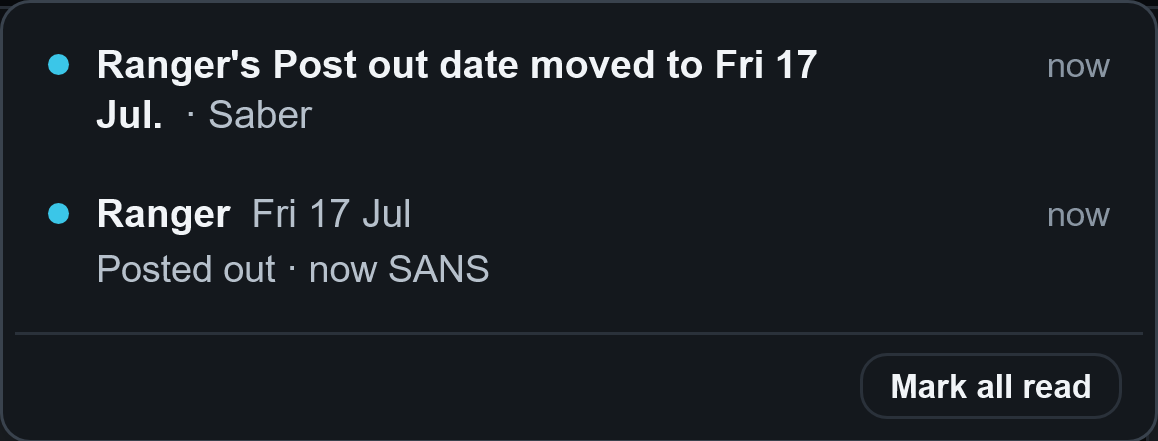 Ranger's Post out date moved to Fri 17 now
Jul. · Saber
Ranger Fri 17 Jul now
Posted out · now SANS
Mark all read